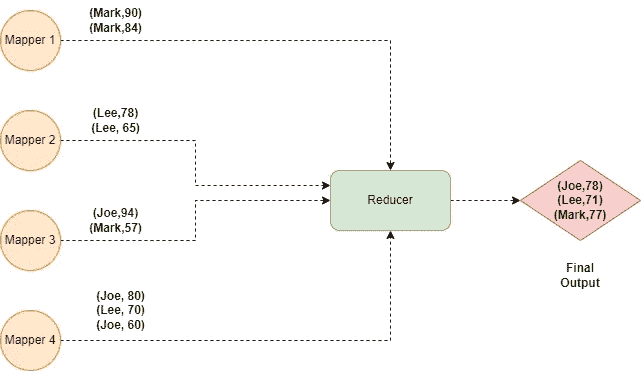 Mapper 1
(Mark,90)
(Mark,84)
Mapper 2
(Lee,78)
(Lee, 65)
Mapper 3
(Joe,94)
(Mark,57)
Mapper 4
(Joe, 80)
(Lee, 70)
(Joe, 60)
Reducer
(Joe,78)
(Lee,71)
(Mark,77)
Final
Output